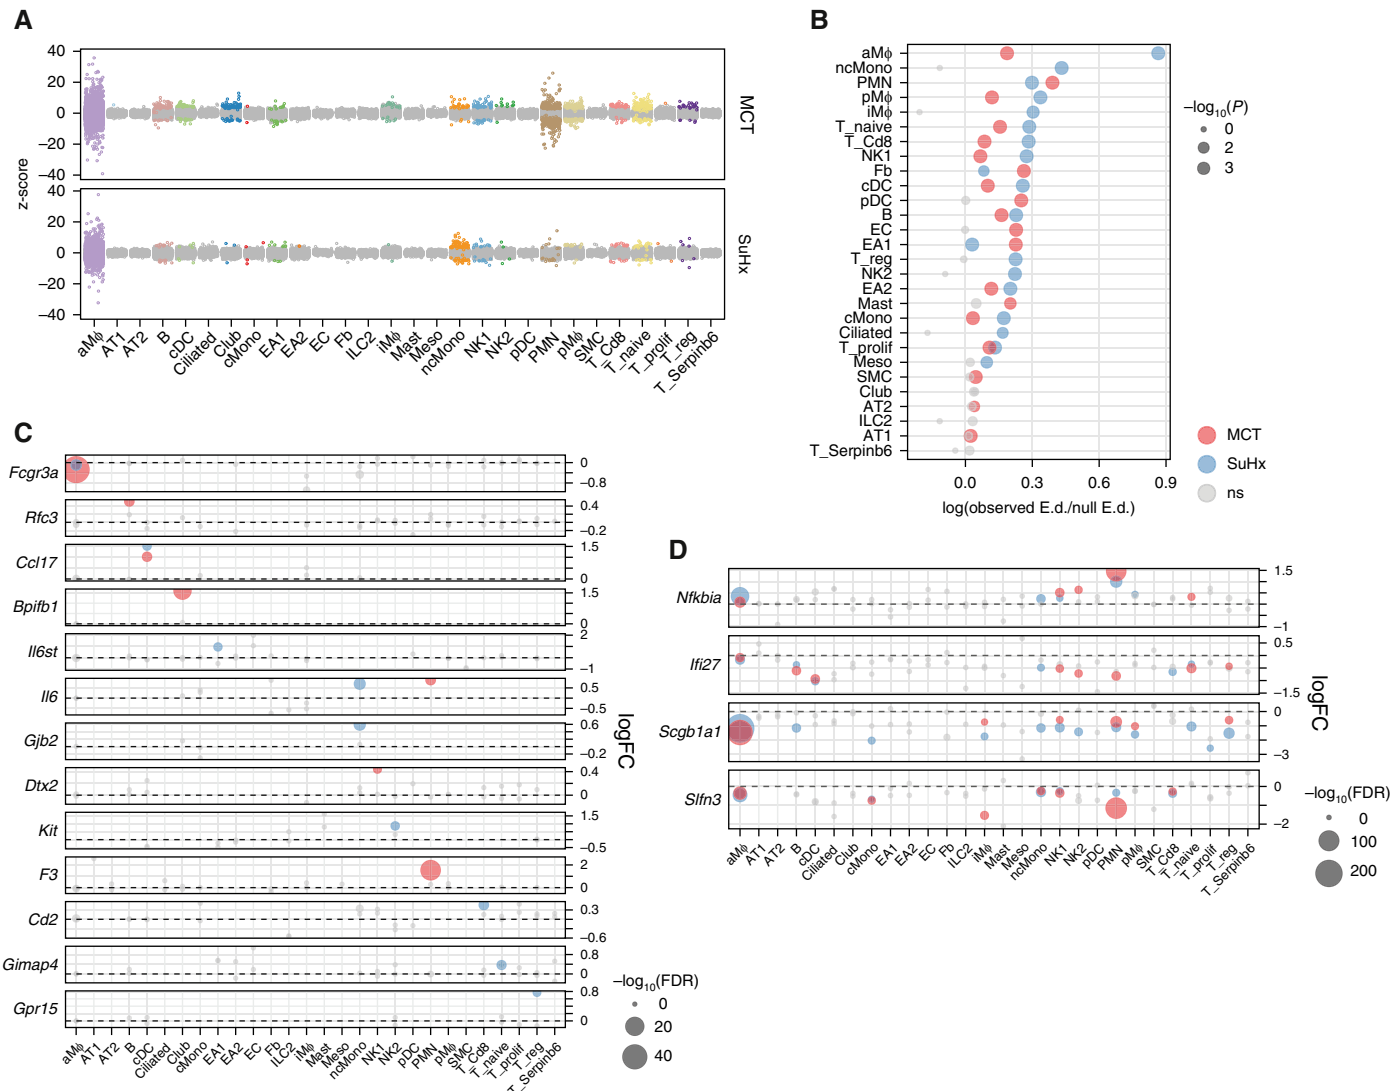 A
40
20
0
−20
−40
MCT
40
20
0
−20
−40
SuHx
z-score
aMϕ
AT1
AT2
B
cDC
Ciliated
Club
cMono
EA1
EA2
EC
Fb
ILC2
iMϕ
Mast
Meso
ncMono
NK1
NK2
pDC
PMN
pMϕ
SMC
T_Cd8
T_naive
T_prolif
T_reg
T_Serpinb6
B
aMϕ
ncMono
PMN
pMϕ
iMϕ
T_naive
T_Cd8
NK1
Fb
cDC
pDC
B
EC
EA1
T_reg
NK2
EA2
Mast
cMono
Ciliated
T_prolif
Meso
SMC
Club
AT2
ILC2
AT1
T_Serpinb6
0.0 0.3 0.6 0.9
log(observed E.d./null E.d.)
−log10(P)
0
2
3
MCT
SuHx
ns
C
Fcgr3a
0
−0.8
Rfc3
0.4
−0.2
Ccl17
1.5
0
Bpifb1
1.5
0
Il6st
2
−1
Il6
0.5
−0.5
Gjb2
0.6
−0.2
Dtx2
0.4
0
Kit
1.5
−0.5
F3
2
0
Cd2
0.3
−0.6
Gimap4
0.8
0
Gpr15
0.8
0
logFC
aMϕ
AT1
AT2
B
cDC
Ciliated
Club
cMono
EA1
EA2
EC
Fb
ILC2
iMϕ
Mast
Meso
ncMono
NK1
NK2
pDC
PMN
pMϕ
SMC
T_Cd8
T_naive
T_prolif
T_reg
T_Serpinb6
−log10(FDR)
0
20
40
D
Nfkbia
1.5
−1
Ifi27
0.5
−1.5
Scgb1a1
0
−3
Slfn3
0
−2
logFC
aMϕ
AT1
AT2
B
cDC
Ciliated
Club
cMono
EA1
EA2
EC
Fb
ILC2
iMϕ
Mast
Meso
ncMono
NK1
NK2
pDC
PMN
pMϕ
SMC
T_Cd8
T_naive
T_prolif
T_reg
T_Serpinb6
−log10(FDR)
0
100
200